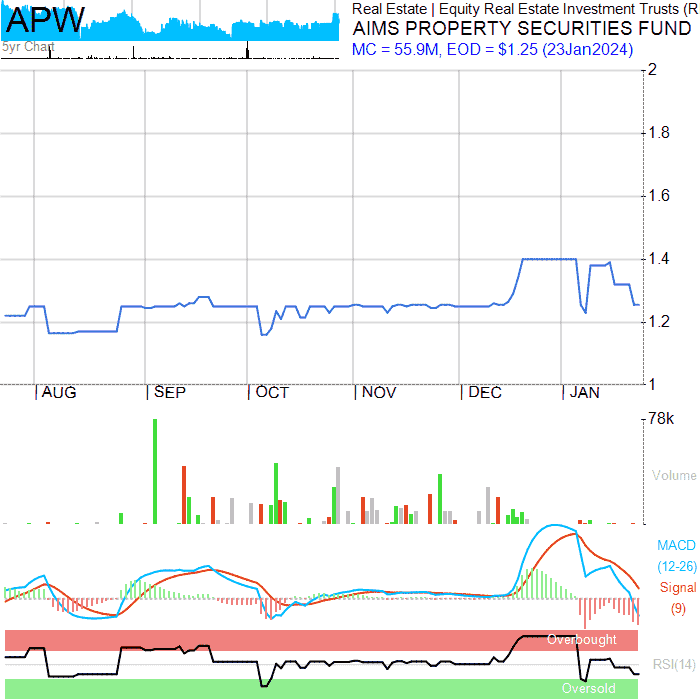 APW
5yr Chart
Real Estate | Equity Real Estate Investment Trusts (R
AIMS PROPERTY SECURITIES FUND
MC = 55.9M, EOD = $1.25 (23Jan2024)
2
1.8
1.6
1.4
1.2
1
AUG SEP OCT NOV DEC JAN
78k
Volume
MACD
(12-26)
Signal
(9)
Overbought
RSI(14)
Oversold